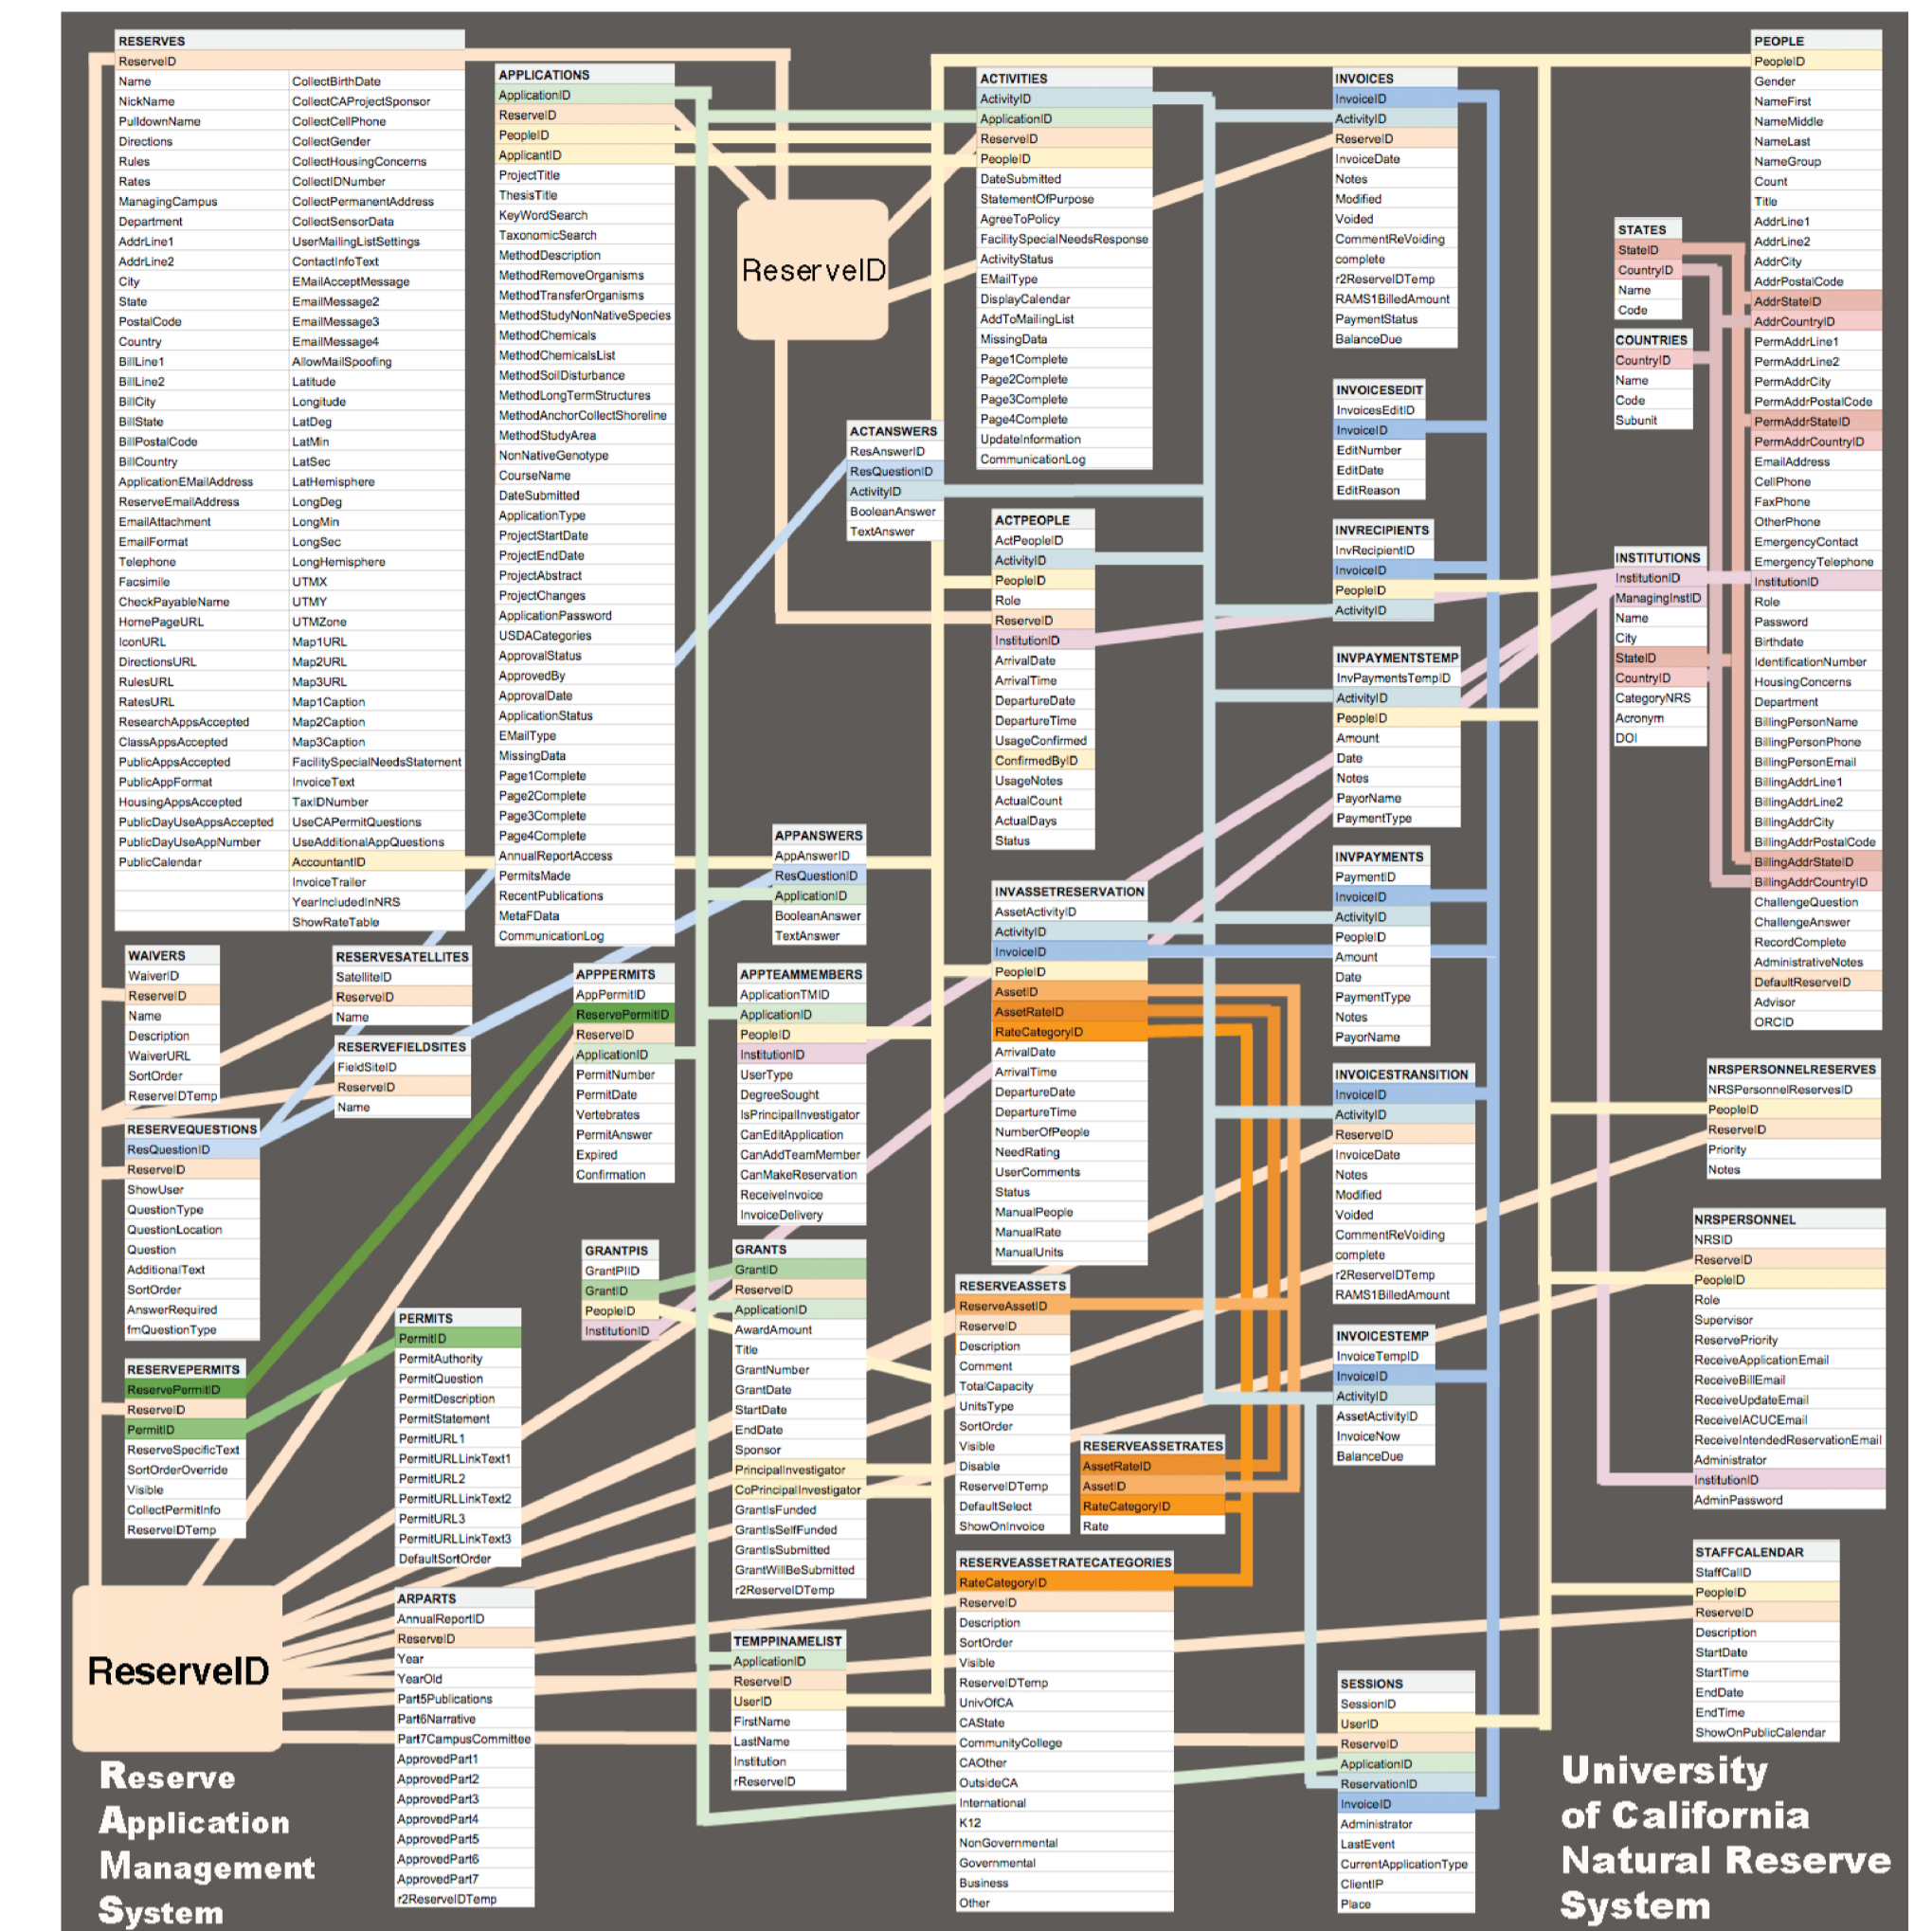 RESERVES
ReserveID
Name
NickName
PulldownName
Directions
Rules
Rates
ManagingCampus
Department
AddrLine1
AddrLine2
City
State
PostalCode
Country
BillLine1
BillLine2
BillCity
BillState
BillPostalCode
BillCountry
ApplicationEMailAddress
ReserveEmailAddress
EmailAttachment
EmailFormat
Telephone
Facsimile
CheckPayableName
HomePageURL
IconURL
DirectionsURL
RulesURL
RatesURL
ResearchAppsAccepted
ClassAppsAccepted
PublicAppsAccepted
PublicAppFormat
HousingAppsAccepted
PublicDayUseAppsAccepted
PublicDayUseAppNumber
PublicCalendar
CollectBirthDate
CollectCAProjectSponsor
CollectCellPhone
CollectGender
CollectHousingConcerns
CollectIDNumber
CollectPermanentAddress
CollectSensorData
UserMailingListSettings
ContactInfoText
EMailAcceptMessage
EmailMessage2
EmailMessage3
EmailMessage4
AllowMailSpoofing
Latitude
Longitude
LatDeg
LatMin
LatSec
LatHemisphere
LongDeg
LongMin
LongSec
LongHemisphere
UTMX
UTMY
UTMZone
Map1URL
Map2URL
Map3URL
Map1Caption
Map2Caption
Map3Caption
FacilitySpecialNeedsStatement
InvoiceText
TaxIDNumber
UseCAPermitQuestions
UseAdditionalAppQuestions
AccountantID
InvoiceTrailer
YearIncludedInNRS
ShowRateTable
APPLICATIONS
ApplicationID
ReserveID
PeopleID
ApplicantID
ProjectTitle
ThesisTitle
KeyWordSearch
TaxonomicSearch
MethodDescription
MethodRemoveOrganisms
MethodTransferOrganisms
MethodStudyNonNativeSpecies
MethodChemicals
MethodChemicalsList
MethodSoilDisturbance
MethodLongTermStructures
MethodAnchorCollectShoreline
MethodStudyArea
NonNativeGenotype
CourseName
DateSubmitted
ApplicationType
ProjectStartDate
ProjectEndDate
ProjectAbstract
ProjectChanges
ApplicationPassword
USDACategories
ApprovalStatus
ApprovedBy
ApprovalDate
ApplicationStatus
EMailType
MissingData
Page1Complete
Page2Complete
Page3Complete
Page4Complete
AnnualReportAccess
PermitsMade
RecentPublications
MetaFData
CommunicationLog
ReserveID
ACTIVITIES
ActivityID
ApplicationID
ReserveID
PeopleID
DateSubmitted
StatementOfPurpose
AgreeToPolicy
FacilitySpecialNeedsResponse
ActivityStatus
EMailType
DisplayCalendar
AddToMailingList
MissingData
Page1Complete
Page2Complete
Page3Complete
Page4Complete
UpdateInformation
CommunicationLog
INVOICES
InvoiceID
ActivityID
ReserveID
InvoiceDate
Notes
Modified
Voided
CommentReVoiding
complete
r2ReserveIDTemp
RAMS1BilledAmount
PaymentStatus
BalanceDue
PEOPLE
PeopleID
Gender
NameFirst
NameMiddle
NameLast
NameGroup
Count
Title
AddrLine1
AddrLine2
AddrCity
AddrPostalCode
AddrStateID
AddrCountryID
PermAddrLine1
PermAddrLine2
PermAddrCity
PermAddrPostalCode
PermAddrStateID
PermAddrCountryID
EmailAddress
CellPhone
FaxPhone
OtherPhone
EmergencyContact
EmergencyTelephone
InstitutionID
Role
Password
Birthdate
IdentificationNumber
HousingConcerns
Department
BillingPersonName
BillingPersonPhone
BillingPersonEmail
BillingAddrLine1
BillingAddrLine2
BillingAddrCity
BillingAddrPostalCode
BillingAddrStateID
BillingAddrCountryID
ChallengeQuestion
ChallengeAnswer
RecordComplete
AdministrativeNotes
DefaultReserveID
Advisor
ORCID
STATES
StateID
CountryID
Name
Code
COUNTRIES
CountryID
Name
Code
Subunit
INVOICESEDIT
InvoicesEditID
InvoiceID
EditNumber
EditDate
EditReason
ACTANSWERS
ResAnswerID
ResQuestionID
ActivityID
BooleanAnswer
TextAnswer
ACTPEOPLE
ActPeopleID
ActivityID
PeopleID
Role
ReserveID
InstitutionID
ArrivalDate
ArrivalTime
DepartureDate
DepartureTime
UsageConfirmed
ConfirmedByID
UsageNotes
ActualCount
ActualDays
Status
INVRECIPIENTS
InvRecipientID
InvoiceID
PeopleID
ActivityID
INSTITUTIONS
InstitutionID
ManagingInstID
Name
City
StateID
CountryID
CategoryNRS
Acronym
DOI
INVPAYMENTSTEMP
InvPaymentsTempID
ActivityID
PeopleID
Amount
Date
Notes
PayorName
PaymentType
APPANSWERS
AppAnswerID
ResQuestionID
ApplicationID
BooleanAnswer
TextAnswer
INVPAYMENTS
PaymentID
InvoiceID
ActivityID
PeopleID
Amount
Date
PaymentType
Notes
PayorName
INVASSETRESERVATION
AssetActivityID
ActivityID
InvoiceID
PeopleID
AssetID
AssetRateID
RateCategoryID
ArrivalDate
ArrivalTime
DepartureDate
DepartureTime
NumberOfPeople
NeedRating
UserComments
Status
ManualPeople
ManualRate
ManualUnits
WAIVERS
WaiverID
ReserveID
Name
Description
WaiverURL
SortOrder
ReserveIDTemp
RESERVESATELLITES
SatelliteID
ReserveID
Name
RESERVEFIELDSITES
FieldSiteID
ReserveID
Name
APPPERMITS
AppPermitID
ReservePermitID
ReserveID
ApplicationID
PermitNumber
PermitDate
Vertebrates
PermitAnswer
Expired
Confirmation
APPTEAMMEMBERS
ApplicationTMID
ApplicationID
PeopleID
InstitutionID
UserType
DegreeSought
IsPrincipalInvestigator
CanEditApplication
CanAddTeamMember
CanMakeReservation
ReceiveInvoice
InvoiceDelivery
INVOICESTRANSITION
InvoiceID
ActivityID
ReserveID
InvoiceDate
Notes
Modified
Voided
CommentReVoiding
complete
r2ReserveIDTemp
RAMS1BilledAmount
NRSPERSONNELRESERVES
NRSPersonnelReservesID
PeopleID
ReserveID
Priority
Notes
RESERVEQUESTIONS
ResQuestionID
ReserveID
ShowUser
QuestionType
QuestionLocation
Question
AdditionalText
SortOrder
AnswerRequired
fmQuestionType
NRSPERSONNEL
NRSID
ReserveID
PeopleID
Role
Supervisor
ReservePriority
ReceiveApplicationEmail
ReceiveBillEmail
ReceiveUpdateEmail
ReceiveIACUCEmail
ReceiveIntendedReservationEmail
Administrator
InstitutionID
AdminPassword
GRANTPIS
GrantPIID
GrantID
PeopleID
InstitutionID
GRANTS
GrantID
ReserveID
ApplicationID
AwardAmount
Title
GrantNumber
GrantDate
StartDate
EndDate
Sponsor
PrincipalInvestigator
CoPrincipalInvestigator
GrantIsFunded
GrantIsSelfFunded
GrantIsSubmitted
GrantWillBeSubmitted
r2ReserveIDTemp
RESERVEASSETS
ReserveAssetID
ReserveID
Description
Comment
TotalCapacity
UnitsType
SortOrder
Visible
Disable
ReserveIDTemp
DefaultSelect
ShowOnInvoice
PERMITS
PermitID
PermitAuthority
PermitQuestion
PermitDescription
PermitStatement
PermitURL1
PermitURLLinkText1
PermitURL2
PermitURLLinkText2
PermitURL3
PermitURLLinkText3
DefaultSortOrder
INVOICESTEMP
InvoiceTempID
InvoiceID
ActivityID
AssetActivityID
InvoiceNow
BalanceDue
RESERVEPERMITS
ReservePermitID
ReserveID
PermitID
ReserveSpecificText
SortOrderOverride
Visible
CollectPermitInfo
ReserveIDTemp
RESERVEASSETRATES
AssetRateID
AssetID
RateCategoryID
Rate
STAFFCALENDAR
StaffCalID
PeopleID
ReserveID
Description
StartDate
StartTime
EndDate
EndTime
ShowOnPublicCalendar
RESERVEASSETRATECATEGORIES
RateCategoryID
ReserveID
Description
SortOrder
Visible
ReserveIDTemp
UnivOfCA
CAState
CommunityCollege
CAOther
OutsideCA
International
K12
NonGovernmental
Governmental
Business
Other
ReserveID
ARPARTS
AnnualReportID
ReserveID
Year
YearOld
Part5Publications
Part6Narrative
Part7CampusCommittee
ApprovedPart1
ApprovedPart2
ApprovedPart3
ApprovedPart4
ApprovedPart5
ApprovedPart6
ApprovedPart7
r2ReserveIDTemp
TEMPPINAMELIST
ApplicationID
ReserveID
UserID
FirstName
LastName
Institution
rReserveID
SESSIONS
SessionID
UserID
ReserveID
ApplicationID
ReservationID
InvoiceID
Administrator
LastEvent
CurrentApplicationType
ClientIP
Place
Reserve
Application
Management
System
University
of California
Natural Reserve
System